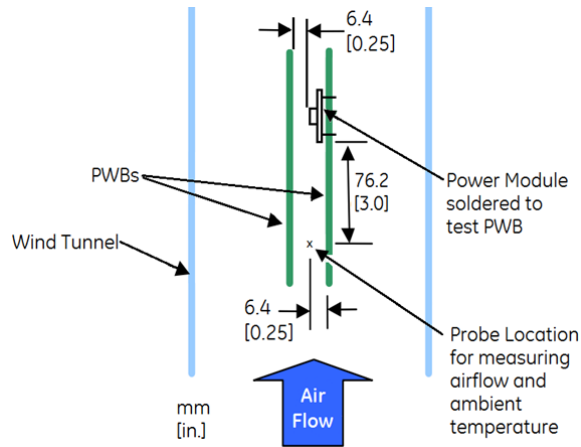 6.4
[0.25]
PWBs
76.2
[3.0]
Power Module
soldered to
test PWB
Wind Tunnel
x
6.4
[0.25]
Probe Location
for measuring
airflow and
ambient
temperature
Air
Flow
mm
[in.]